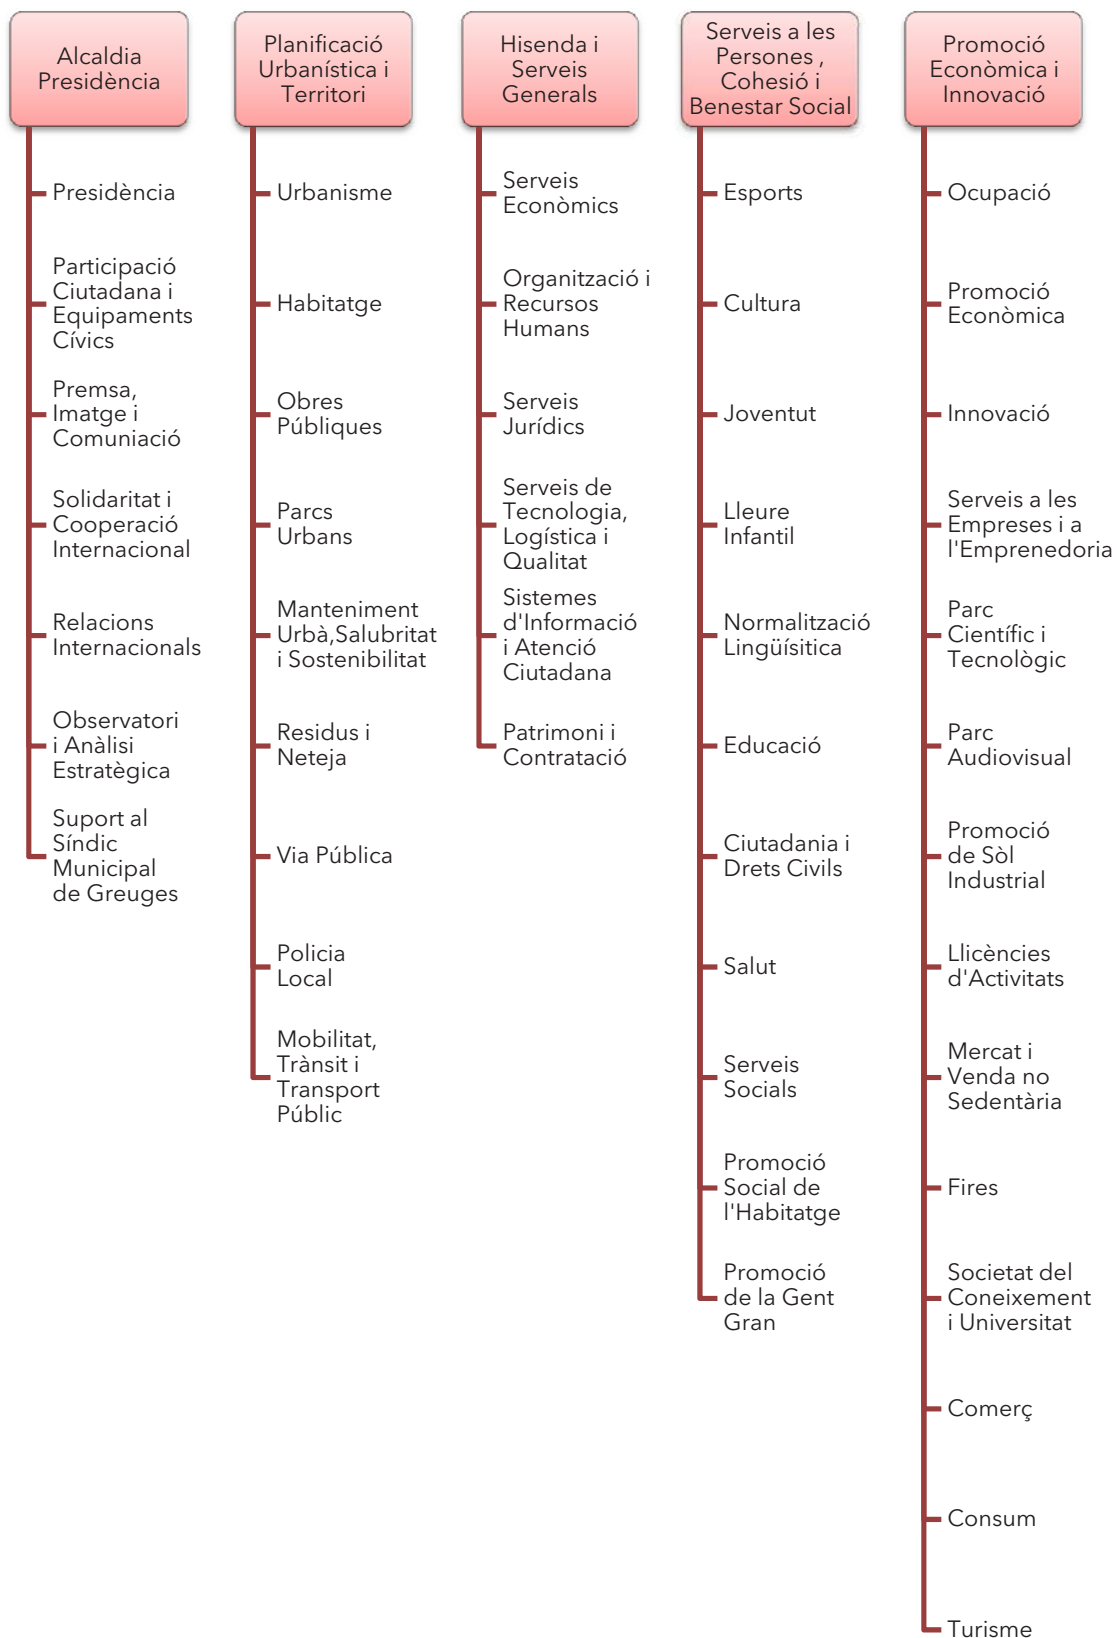 Alcaldia
Presidència
Presidència
Participació
Ciutadana i
Equipaments
Cívics
Premsa,
Imatge i
Comuniació
Solidaritat i
Cooperació
Internacional
Relacions
Internacionals
Observatori
i Anàlisi
Estratègica
Suport al
Síndic
Municipal
de Greuges
Planificació
Urbanística i
Territori
Urbanisme
Habitatge
Obres
Públiques
Parcs
Urbans
Manteniment
Urbà,Salubritat
i Sostenibilitat
Residus i
Neteja
Via Pública
Policia
Local
Mobilitat,
Trànsit i
Transport
Públic
Hisenda i
Serveis
Generals
Serveis
Econòmics
Organització i
Recursos
Humans
Serveis
Jurídics
Serveis de
Tecnologia,
Logística i
Qualitat
Sistemes
d'Informació
i Atenció
Ciutadana
Patrimoni i
Contratació
Serveis a les
Persones ,
Cohesió i
Benestar Social
Esports
Cultura
Joventut
Lleure
Infantil
Normalització
Lingüísitica
Educació
Ciutadania i
Drets Civils
Salut
Serveis
Socials
Promoció
Social de
l'Habitatge
Promoció
de la Gent
Gran
Promoció
Econòmica i
Innovació
Ocupació
Promoció
Econòmica
Innovació
Serveis a les
Empreses i a
l'Emprenedoria
Parc
Científic i
Tecnològic
Parc
Audiovisual
Promoció
de Sòl
Industrial
Llicències
d'Activitats
Mercat i
Venda no
Sedentària
Fires
Societat del
Coneixement
i Universitat
Comerç
Consum
Turisme